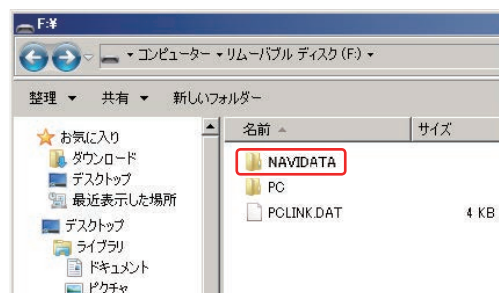 F:¥
コンピューター リムーバブル ディスク (F:)
整理 共有 新しいフォルダー
お気に入り
ダウンロード
デスクトップ
最近表示した場所
デスクトップ
ライブラリ
ドキュメント
ピクチャ
名前 サイズ
NAVIDATA
PC
PCLINK.DAT 4 KB